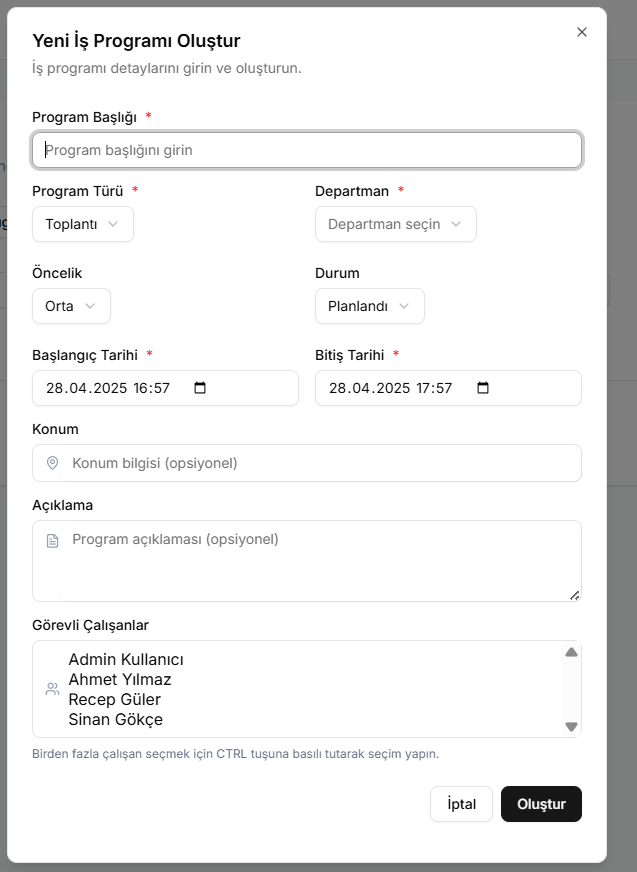 Yeni İş Programı Oluştur
İş programı detaylarını girin ve oluşturun.
Program Başlığı *
Program başlığını girin
Program Türü *
Departman *
Toplantı
Departman seçin
Öncelik
Durum
Orta
Planlandı
Başlangıç Tarihi *
Bitiş Tarihi *
28.04.2025 16:57
28.04.2025 17:57
Konum
Konum bilgisi (opsiyonel)
Açıklama
Program açıklaması (opsiyonel)
Görevli Çalışanlar
Admin Kullanıcı
Ahmet Yılmaz
Recep Güler
Sinan Gökçe
Birden fazla çalışan seçmek için CTRL tuşuna basılı tutarak seçim yapın.
İptal
Oluştur